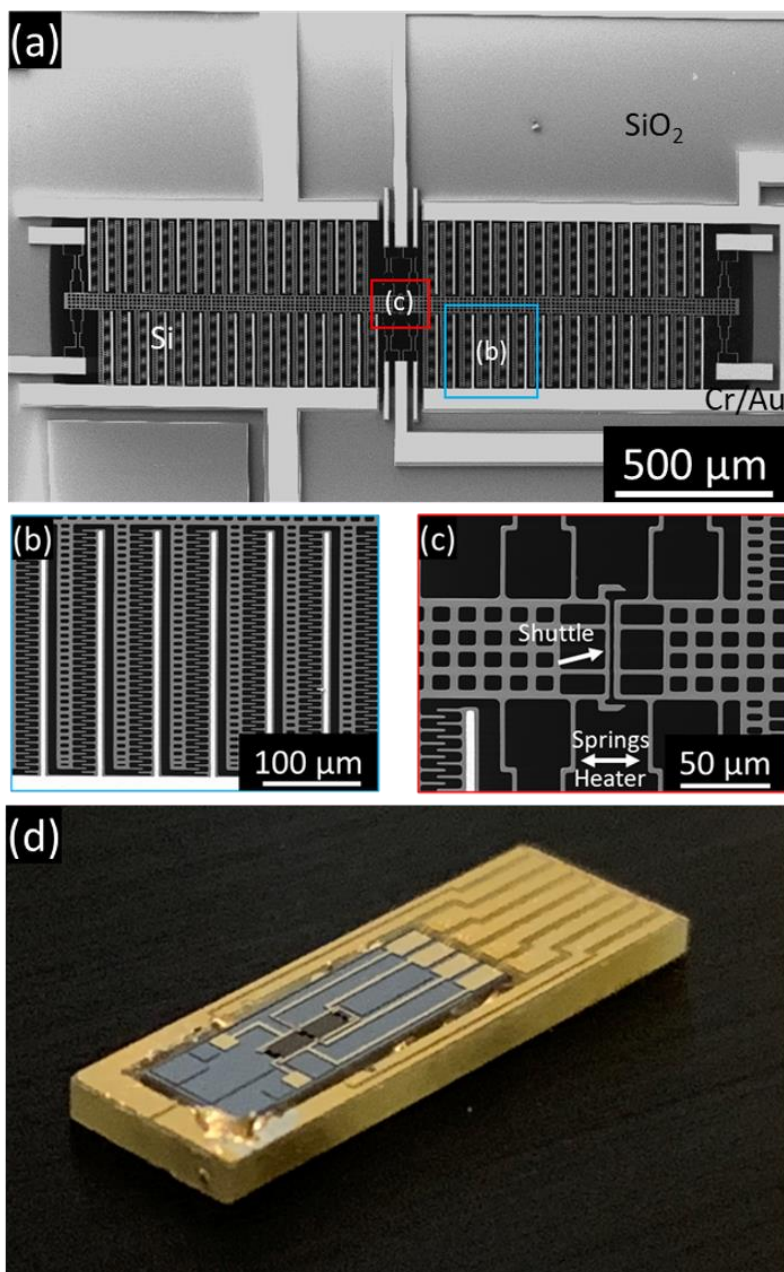 (a)
SiO₂
(c)
(b)
Si
Cr/Au
500 μm
(b)
100 μm
(c)
Shuttle
Springs
Heater
50 μm
(d)